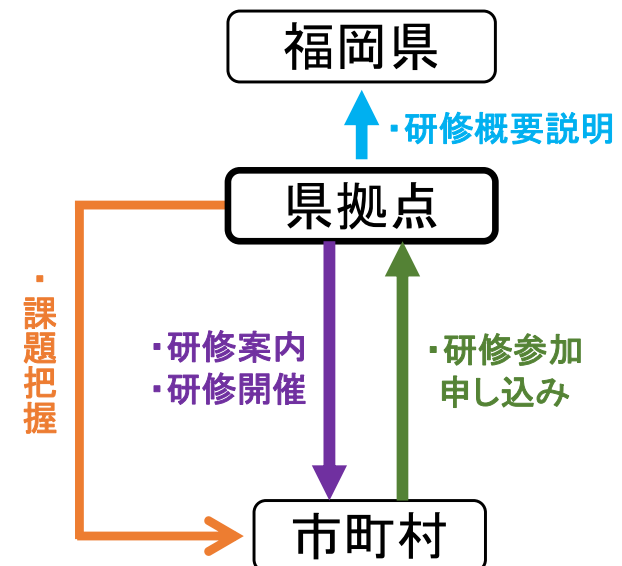 福岡県
・研修概要説明
県拠点
・課題把握
・研修案内
・研修開催
・研修参加
申し込み
市町村